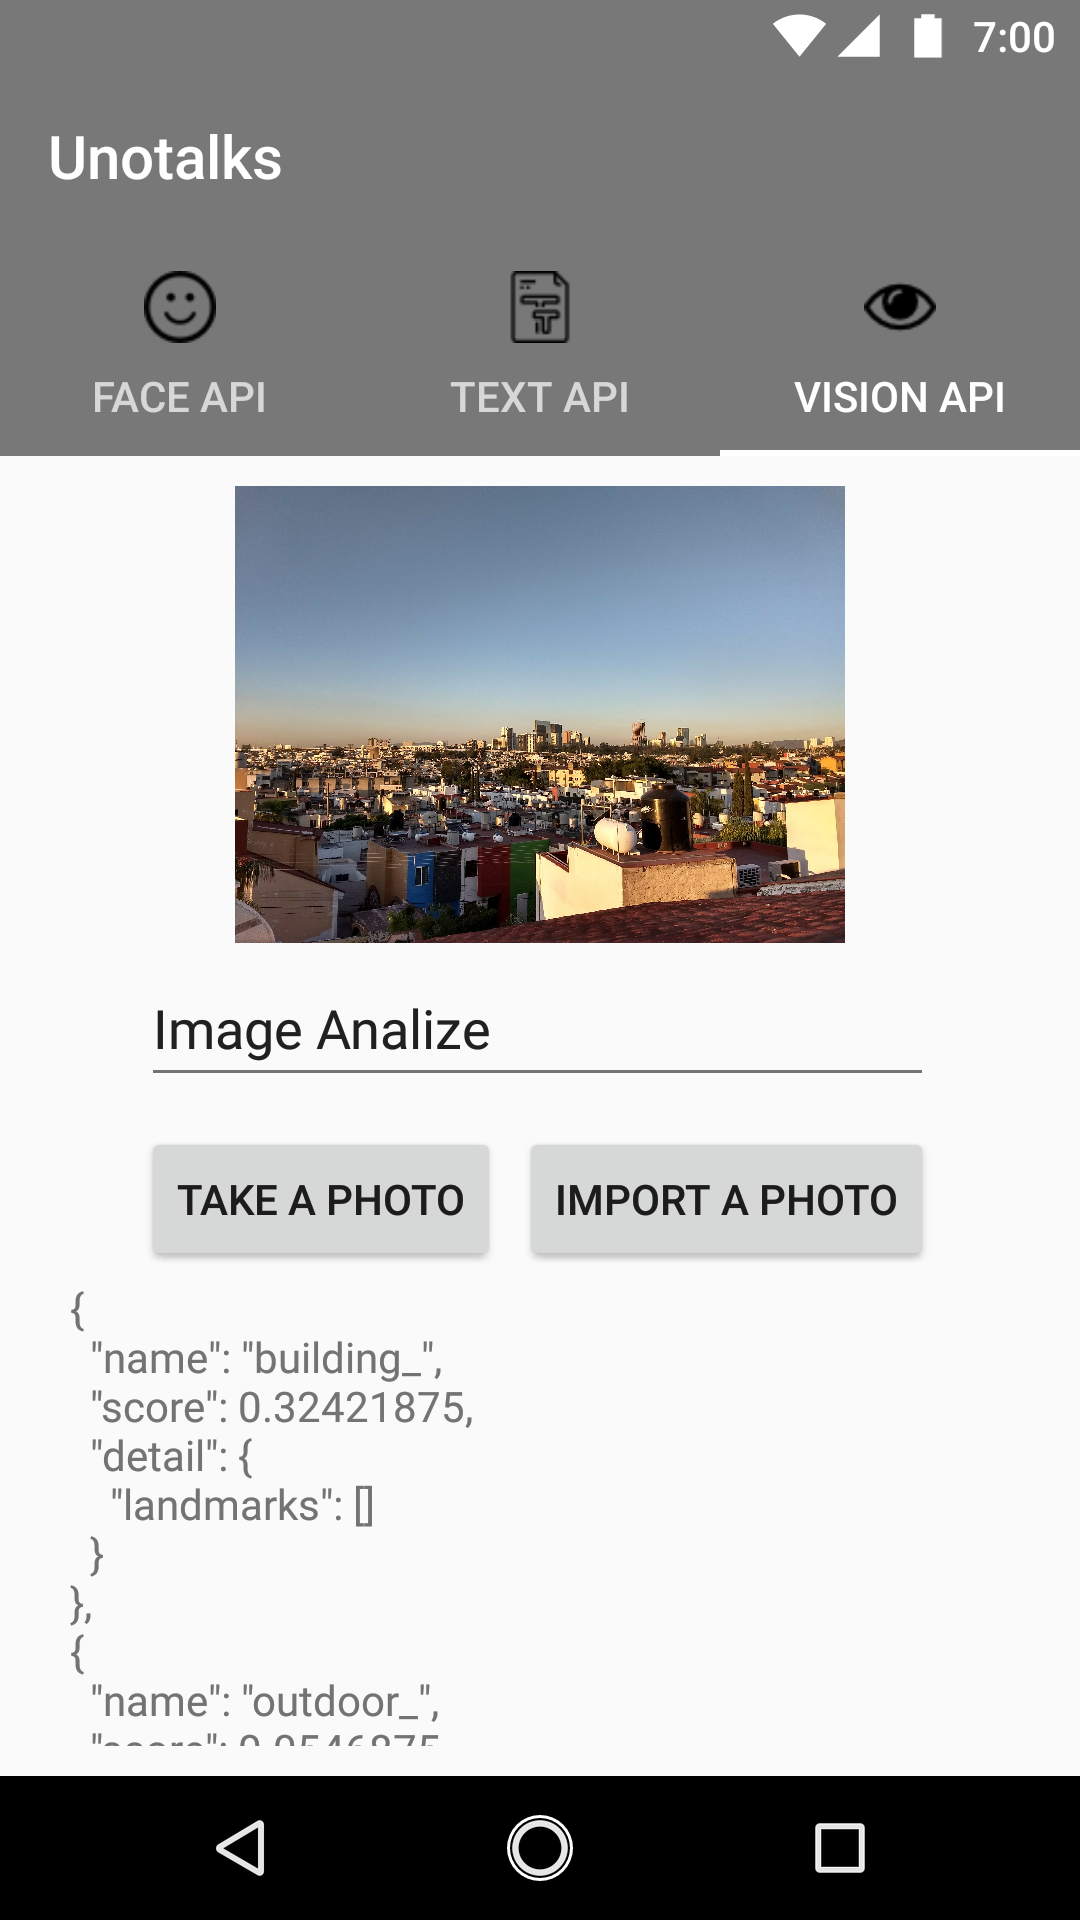 7:00
Unotalks
FACE API
TEXT API
VISION API
Image Analize
TAKE A PHOTO
IMPORT A PHOTO
{
"name": "building_",
"score": 0.32421875,
"detail": {
"landmarks": []
}
},
{
"name": "outdoor_",
"score":